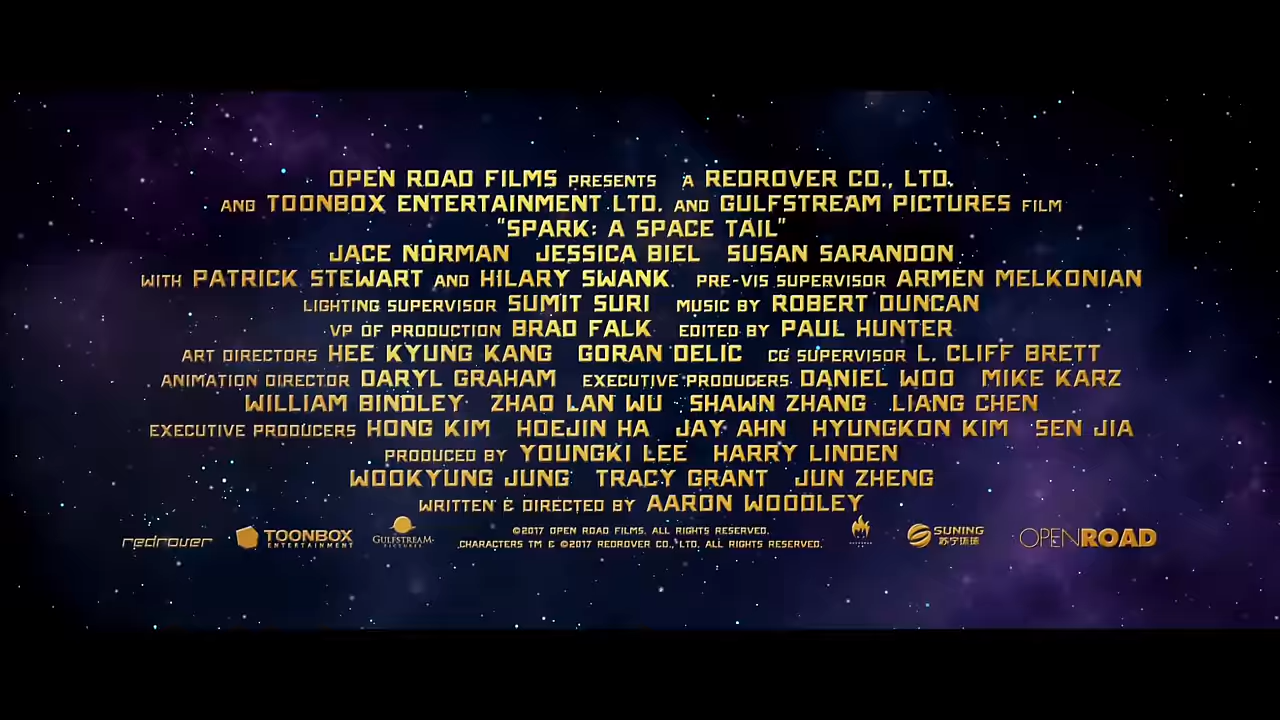 OPEN ROAD FILMS PRESENTS A REDROVER CO., LTD.
AND TOONBOX ENTERTAINMENT LTD. AND GULFSTREAM PICTURES FILM
"SPARK: A SPACE TAIL"
JACE NORMAN JESSICA BIEL SUSAN SARANDON
WITH PATRICK STEWART AND HILARY SWANK PRE-VIS SUPERVISOR ARMEN MELKONIAN
LIGHTING SUPERVISOR SUMIT SURI MUSIC BY ROBERT DUNCAN
VP OF PRODUCTION BRAD FALK EDITED BY PAUL HUNTER
ART DIRECTORS HEE KYUNG KANG GORAN DELIC CG SUPERVISOR L. CLIFF BRETT
ANIMATION DIRECTOR DARYL GRAHAM EXECUTIVE PRODUCERS DANIEL WOO MIKE KARZ
WILLIAM BINDLEY ZHAO LAN WU SHAWN ZHANG LIANG CHEN
EXECUTIVE PRODUCERS HONG KIM HOEJIN HA JAY AHN HYUNGKON KIM SEN JIA
PRODUCED BY YOUNGKI LEE HARRY LINDEN
WOOKYUNG JUNG TRACY GRANT JUN ZHENG
WRITTEN & DIRECTED BY AARON WOODLEY
redrover
TOONBOX
ENTERTAINMENT
GULFSTREAM
PICTURES
©2017 OPEN ROAD FILMS. ALL RIGHTS RESERVED.
CHARACTERS TM & ©2017 REDROVER CO., LTD. ALL RIGHTS RESERVED.
SUNING
苏宁环球
OPENROAD